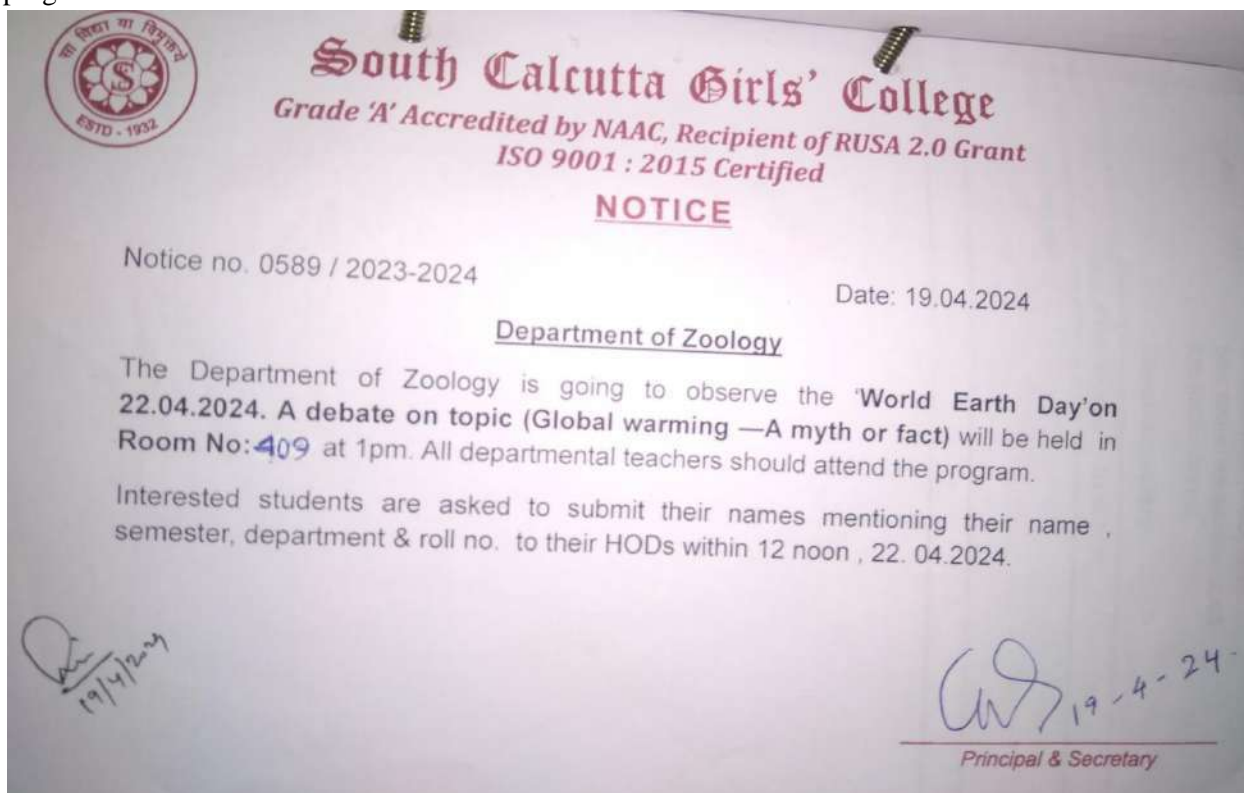 सा विद्या या विमुक्तये
S
ESTD - 1932
South Calcutta Girls' College
Grade 'A' Accredited by NAAC, Recipient of RUSA 2.0 Grant
ISO 9001 : 2015 Certified
NOTICE
Notice no. 0589 / 2023-2024
Date: 19.04.2024
Department of Zoology
The Department of Zoology is going to observe the 'World Earth Day'on
22.04.2024. A debate on topic (Global warming —A myth or fact) will be held in
Room No:409 at 1pm. All departmental teachers should attend the program.
Interested students are asked to submit their names mentioning their name ,
semester, department & roll no. to their HODs within 12 noon , 22. 04.2024.
19/4/2024
19-4-24-
Principal & Secretary